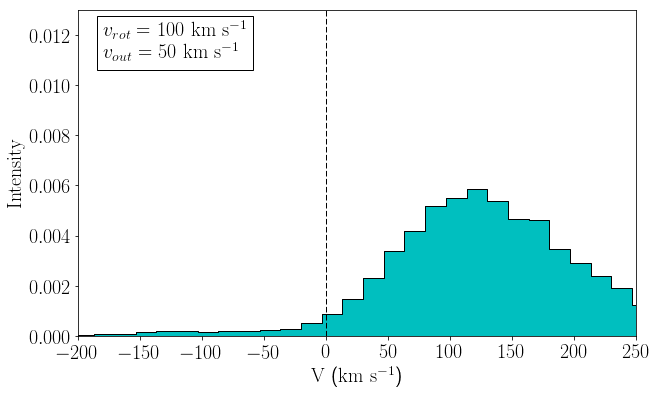 v_rot = 100 km s⁻¹
v_out = 50 km s⁻¹
Intensity
0.012
0.010
0.008
0.006
0.004
0.002
0.000
−200 −150 −100 −50 0 50 100 150 200 250
V (km s⁻¹)